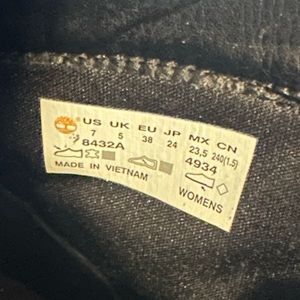 US UK EU JP MX CN
7 5 38 24 23,5 240(1.5)
8432A 4934
MADE IN VIETNAM WOMENS